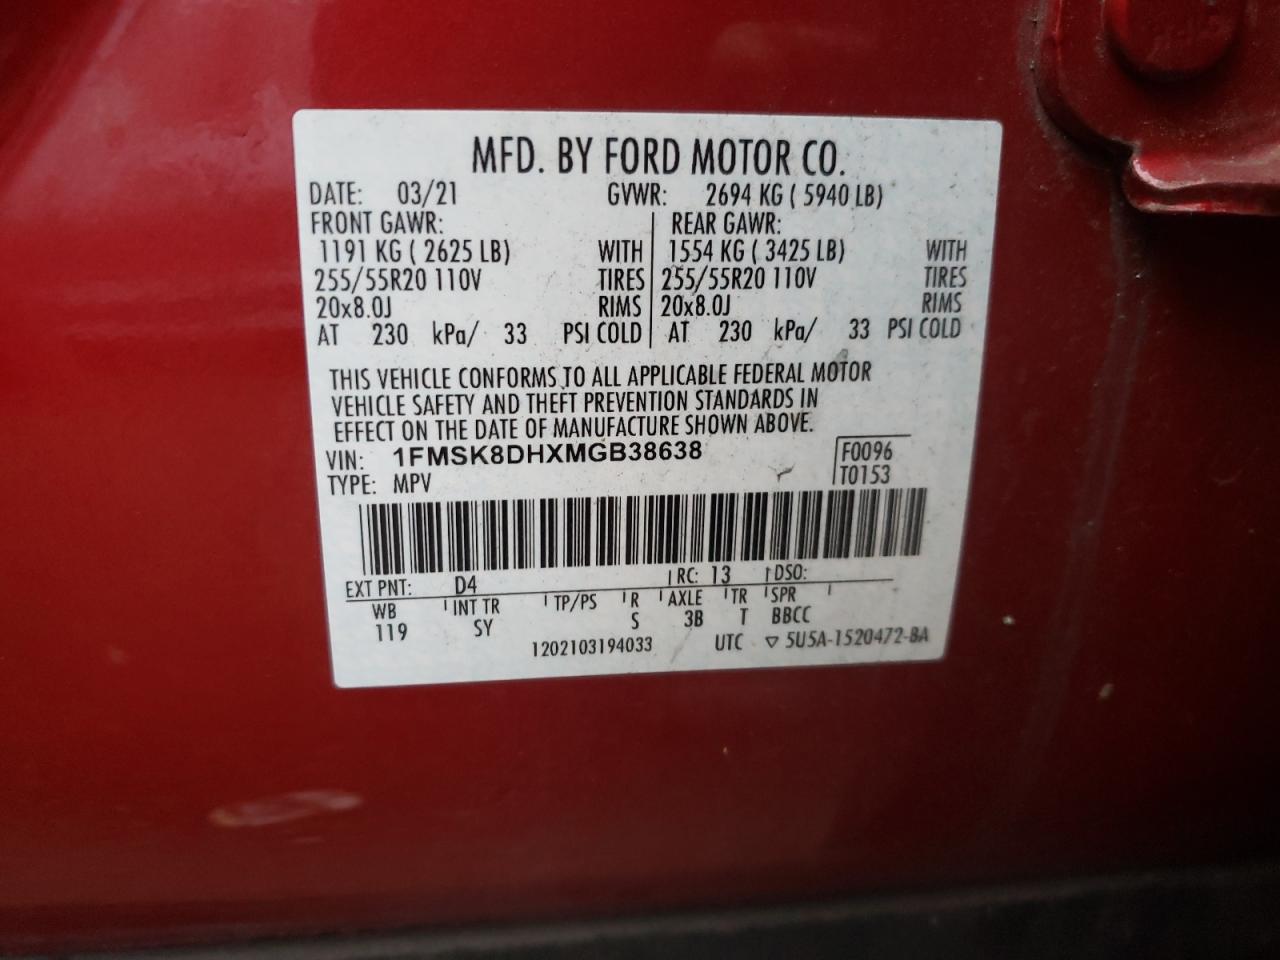 MFD. BY FORD MOTOR CO.
DATE: 03/21 GVWR: 2694 KG ( 5940 LB)
FRONT GAWR: REAR GAWR:
1191 KG ( 2625 LB) WITH 1554 KG ( 3425 LB) WITH
255/55R20 110V TIRES 255/55R20 110V TIRES
20x8.0J RIMS 20x8.0J RIMS
AT 230 kPa/ 33 PSI COLD AT 230 kPa/ 33 PSI COLD
THIS VEHICLE CONFORMS TO ALL APPLICABLE FEDERAL MOTOR
VEHICLE SAFETY AND THEFT PREVENTION STANDARDS IN
EFFECT ON THE DATE OF MANUFACTURE SHOWN ABOVE.
VIN: 1FMSK8DHXMGB38638 F0096
TYPE: MPV T0153
EXT PNT: D4 RC: 13 DSO:
WB INT TR TP/PS R AXLE TR SPR
119 SY S 3B T BBCC
1202103194033 UTC ▽ 5U5A-1520472-BA